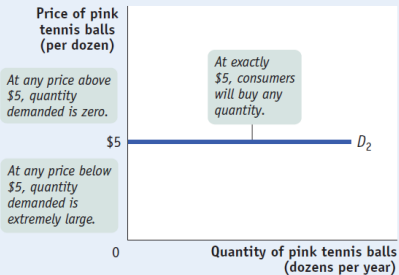 Price of pink
tennis balls
(per dozen)
At any price above
$5, quantity
demanded is zero.
At exactly
$5, consumers
will buy any
quantity.
$5
D2
At any price below
$5, quantity
demanded is
extremely large.
0
Quantity of pink tennis balls
(dozens per year)